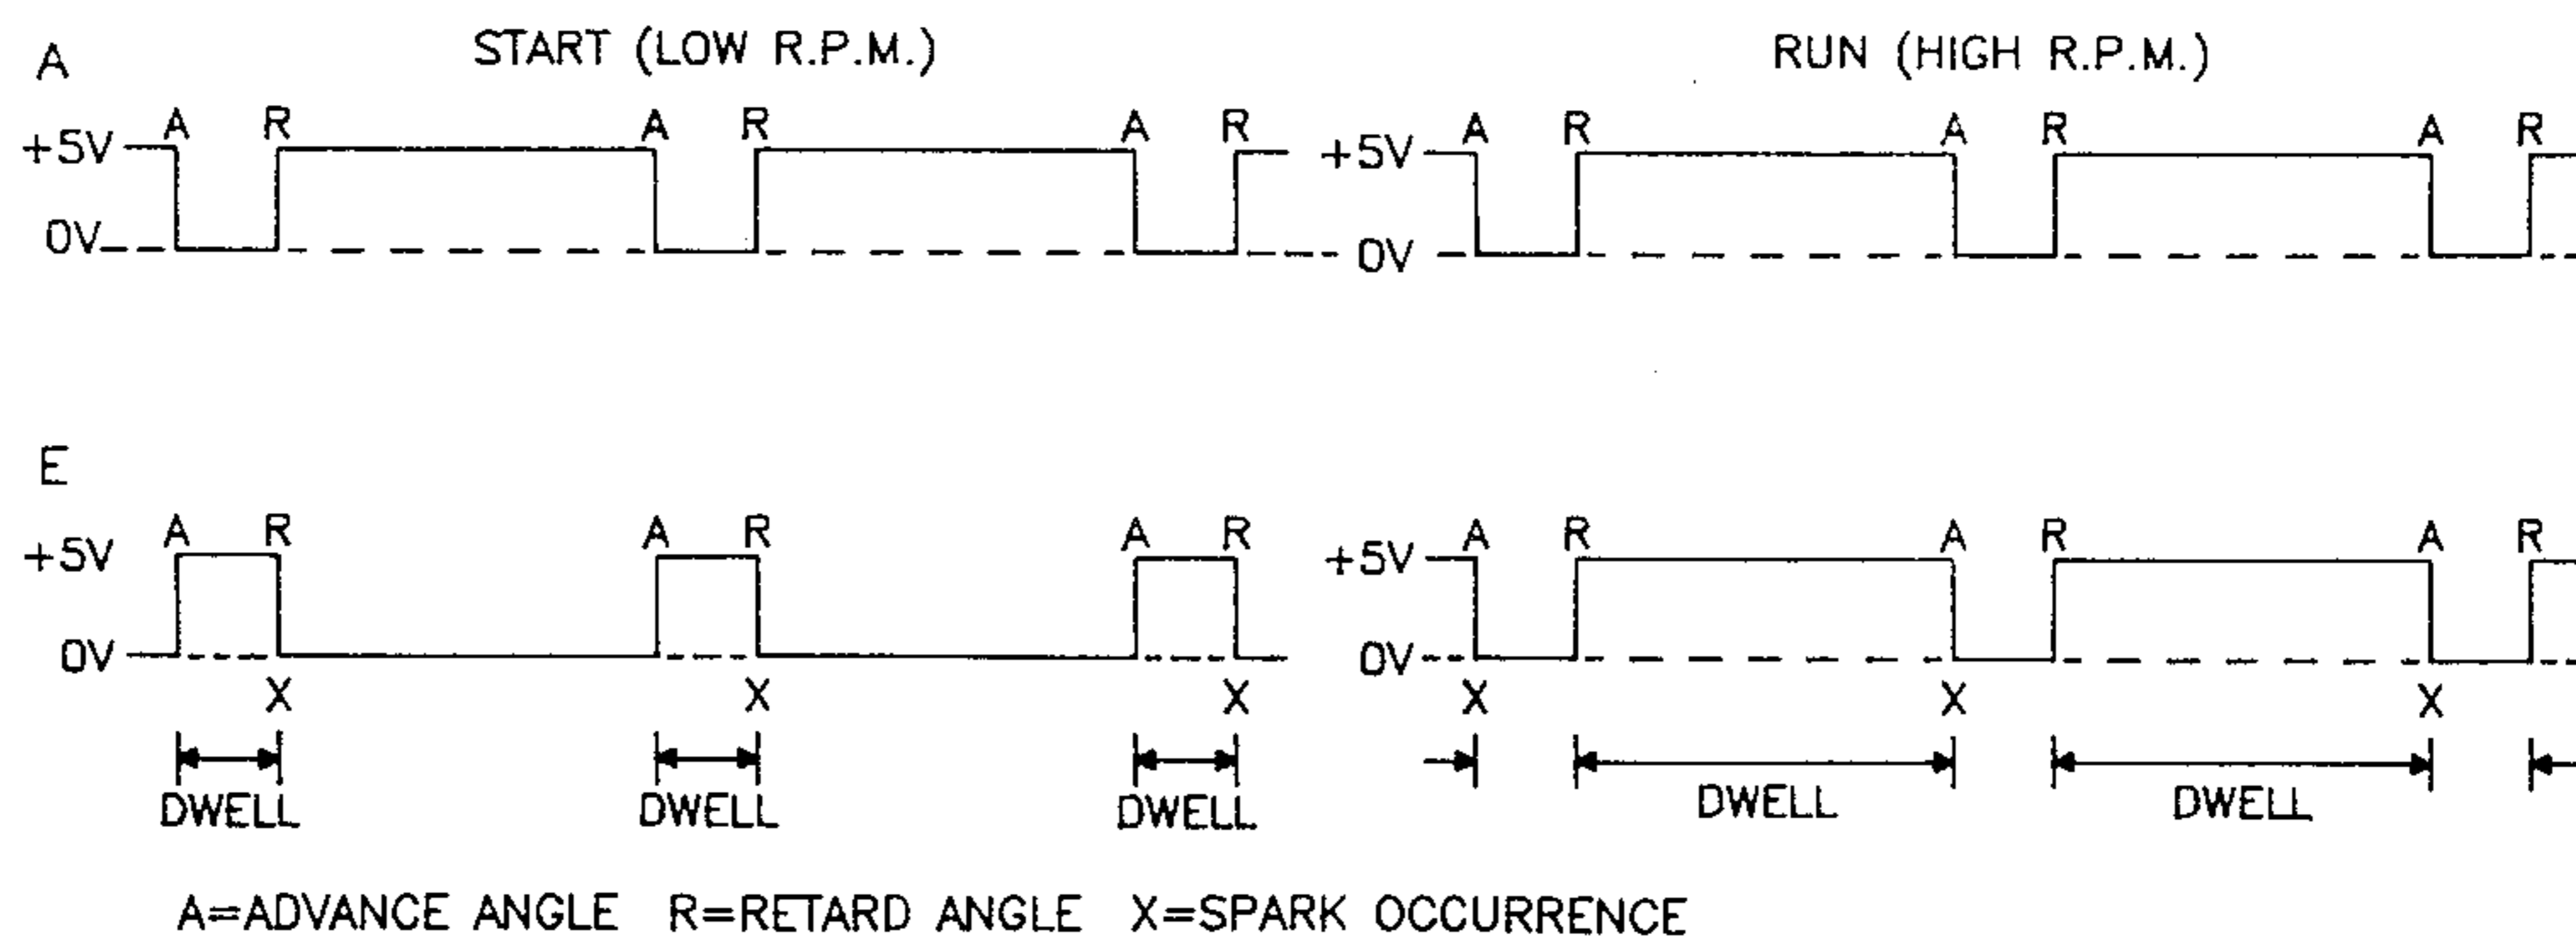 A START (LOW R.P.M.) RUN (HIGH R.P.M.)
A R A R A R A R A R A R
+5V +5V
0V 0V
E
A R A R A R A R A R A R
+5V +5V
0V 0V
X X X X X X
DWELL DWELL DWELL DWELL DWELL
A=ADVANCE ANGLE R=RETARD ANGLE X=SPARK OCCURRENCE